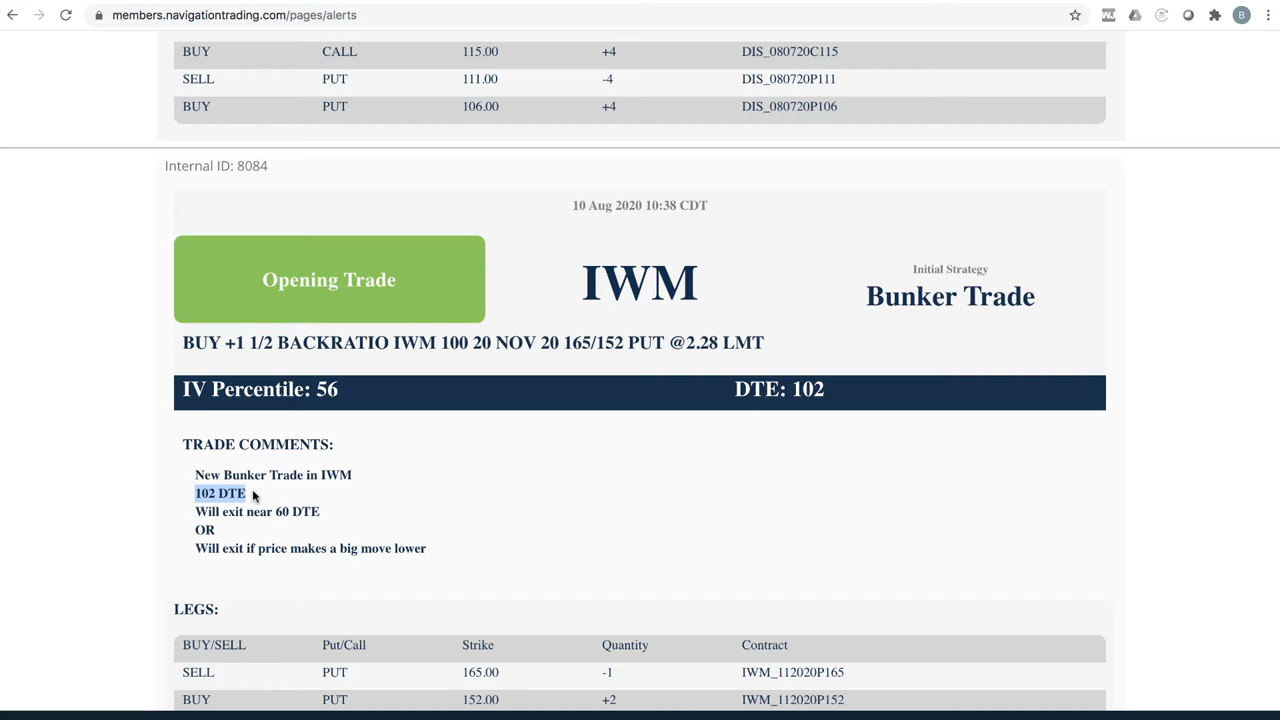 members.navigationtrading.com/pages/alerts
B
BUY CALL 115.00 +4 DIS_080720C115
SELL PUT 111.00 -4 DIS_080720P111
BUY PUT 106.00 +4 DIS_080720P106
Internal ID: 8084
10 Aug 2020 10:38 CDT
Opening Trade
IWM
Initial Strategy
Bunker Trade
BUY +1 1/2 BACKRATIO IWM 100 20 NOV 20 165/152 PUT @2.28 LMT
IV Percentile: 56 DTE: 102
TRADE COMMENTS:
New Bunker Trade in IWM
102 DTE
Will exit near 60 DTE
OR
Will exit if price makes a big move lower
LEGS:
BUY/SELL Put/Call Strike Quantity Contract
SELL PUT 165.00 -1 IWM_112020P165
BUY PUT 152.00 +2 IWM_112020P152